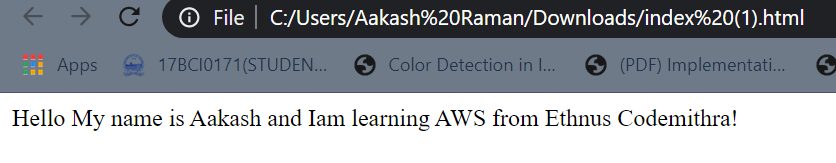 File C:/Users/Aakash%20Raman/Downloads/index%20(1).html
Apps 17BCI0171(STUDEN... Color Detection in I... (PDF) Implementati...
Hello My name is Aakash and Iam learning AWS from Ethnus Codemithra!